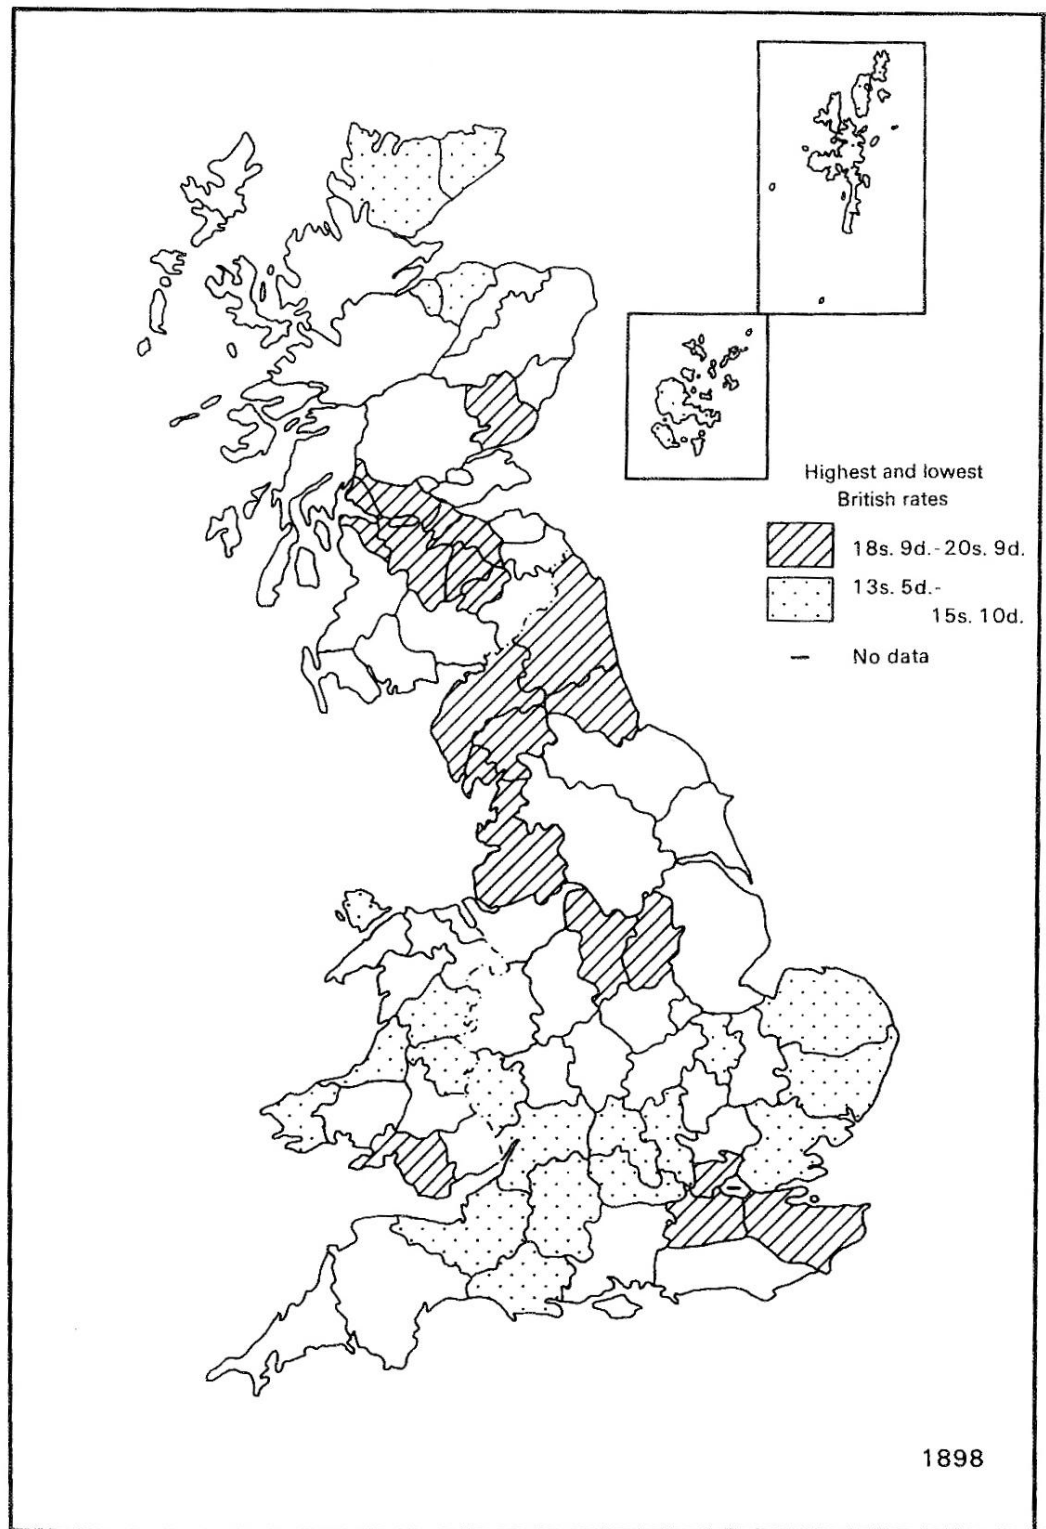 Highest and lowest
British rates
18s. 9d.-20s. 9d.
13s. 5d.-
15s. 10d.
No data
1898